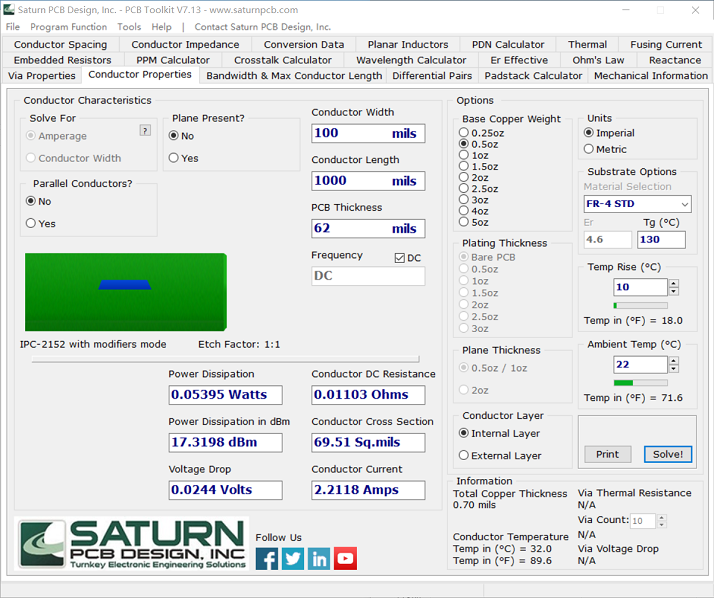 Saturn PCB Design, Inc. - PCB Toolkit V7.13 - www.saturnpcb.com
File Program Function Tools Help | Contact Saturn PCB Design, Inc.
Conductor Spacing Conductor Impedance Conversion Data Planar Inductors PDN Calculator Thermal Fusing Current
Embedded Resistors PPM Calculator Crosstalk Calculator Wavelength Calculator Er Effective Ohm's Law Reactance
Via Properties Conductor Properties Bandwidth & Max Conductor Length Differential Pairs Padstack Calculator Mechanical Information
Conductor Characteristics
Solve For
Amperage
?
Conductor Width
Plane Present?
No
Yes
Parallel Conductors?
No
Yes
Conductor Width
100 mils
Conductor Length
1000 mils
PCB Thickness
62 mils
Frequency
DC
DC
IPC-2152 with modifiers mode Etch Factor: 1:1
Power Dissipation
0.05395 Watts
Conductor DC Resistance
0.01103 Ohms
Power Dissipation in dBm
17.3198 dBm
Conductor Cross Section
69.51 Sq.mils
Voltage Drop
0.0244 Volts
Conductor Current
2.2118 Amps
SATURN
PCB DESIGN, INC
Turnkey Electronic Engineering Solutions
Follow Us
Options
Base Copper Weight
0.25oz
0.5oz
1oz
1.5oz
2oz
2.5oz
3oz
4oz
5oz
Plating Thickness
Bare PCB
0.5oz
1oz
1.5oz
2oz
2.5oz
3oz
Plane Thickness
0.5oz / 1oz
2oz
Conductor Layer
Internal Layer
External Layer
Units
Imperial
Metric
Substrate Options
Material Selection
FR-4 STD
Er Tg (°C)
4.6 130
Temp Rise (°C)
10
Temp in (°F) = 18.0
Ambient Temp (°C)
22
Temp in (°F) = 71.6
Print Solve!
Information
Total Copper Thickness
0.70 mils
Conductor Temperature
Temp in (°C) = 32.0
Temp in (°F) = 89.6
Via Thermal Resistance
N/A
Via Count: 10
N/A
Via Voltage Drop
N/A